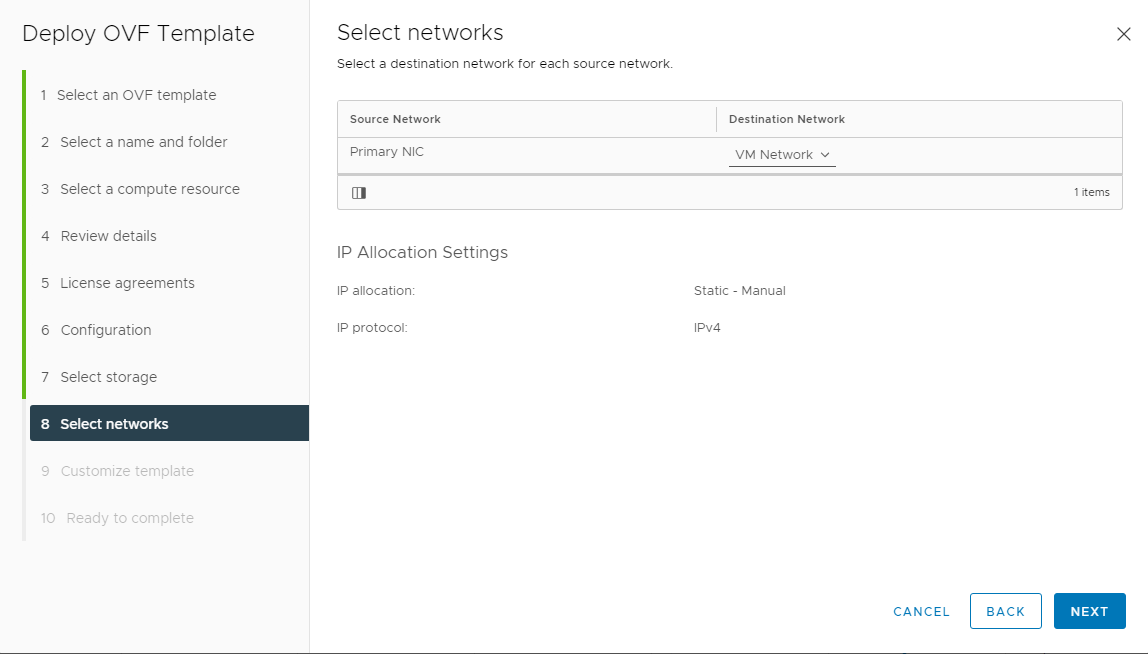 Deploy OVF Template
1 Select an OVF template
2 Select a name and folder
3 Select a compute resource
4 Review details
5 License agreements
6 Configuration
7 Select storage
8 Select networks
9 Customize template
10 Ready to complete
Select networks
Select a destination network for each source network.
Source Network Destination Network
Primary NIC VM Network
1 items
IP Allocation Settings
IP allocation: Static - Manual
IP protocol: IPv4
CANCEL BACK NEXT